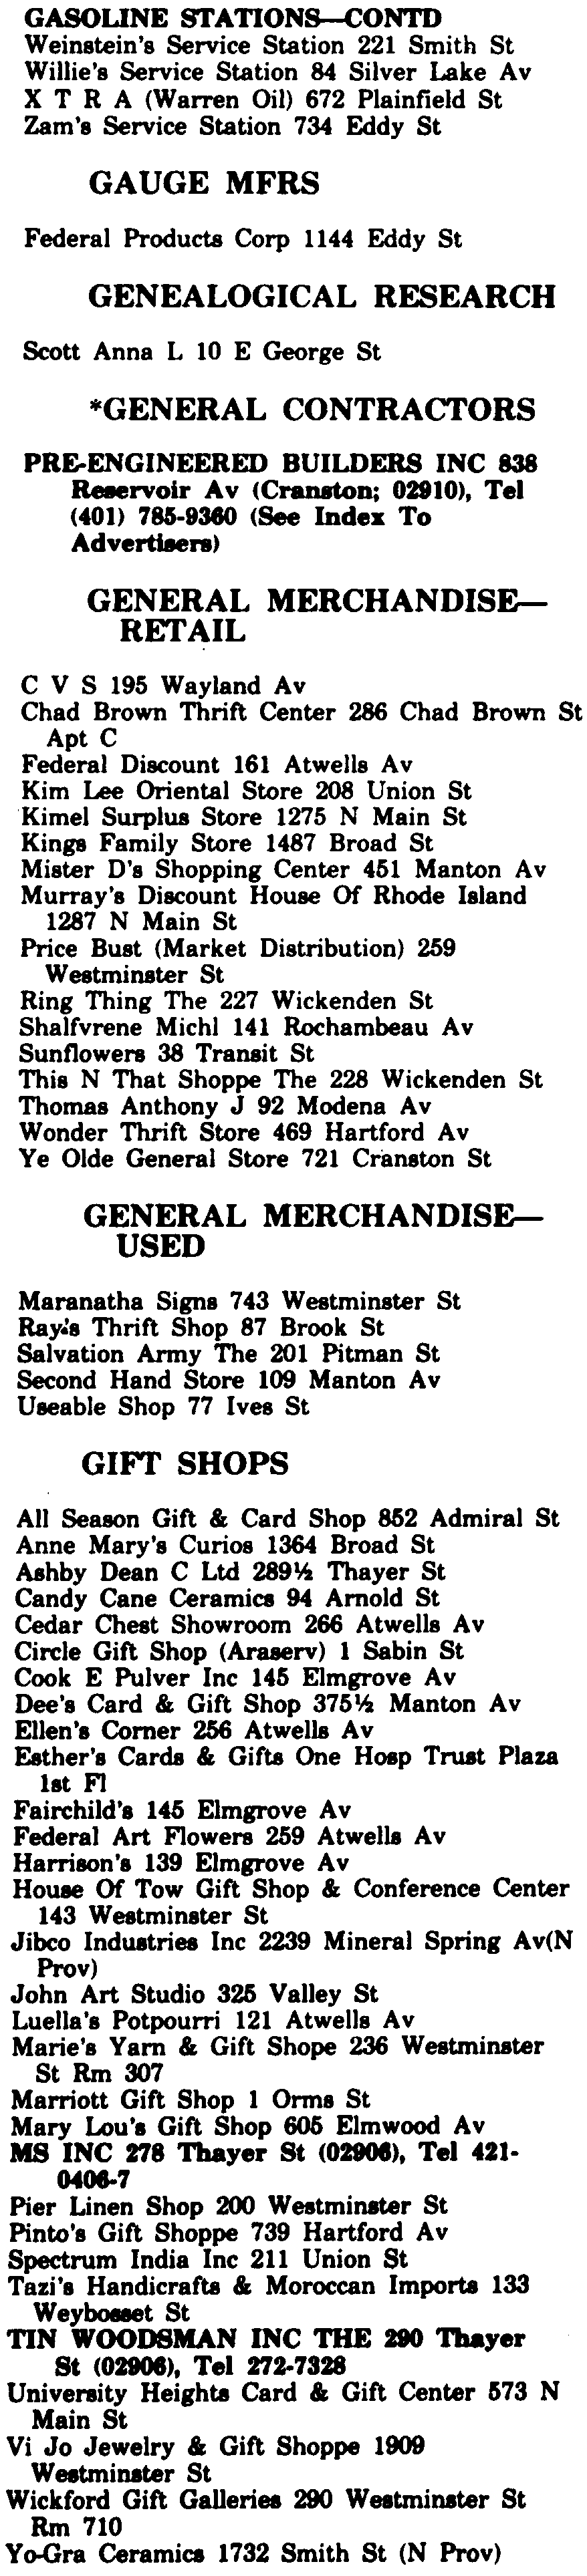 GASOLINE STATIONS—CONTD
Weinstein's Service Station 221 Smith St
Willie's Service Station 84 Silver Lake Av
X T R A (Warren Oil) 672 Plainfield St
Zam's Service Station 734 Eddy St
GAUGE MFRS
Federal Products Corp 1144 Eddy St
GENEALOGICAL RESEARCH
Scott Anna L 10 E George St
*GENERAL CONTRACTORS
PRE-ENGINEERED BUILDERS INC 838
Reservoir Av (Cranston; 02910), Tel
(401) 785-9360 (See Index To
Advertisers)
GENERAL MERCHANDISE—
RETAIL
C V S 195 Wayland Av
Chad Brown Thrift Center 286 Chad Brown St
Apt C
Federal Discount 161 Atwells Av
Kim Lee Oriental Store 208 Union St
Kimel Surplus Store 1275 N Main St
Kings Family Store 1487 Broad St
Mister D's Shopping Center 451 Manton Av
Murray's Discount House Of Rhode Island
1287 N Main St
Price Bust (Market Distribution) 259
Westminster St
Ring Thing The 227 Wickenden St
Shalfvrene Michl 141 Rochambeau Av
Sunflowers 38 Transit St
This N That Shoppe The 228 Wickenden St
Thomas Anthony J 92 Modena Av
Wonder Thrift Store 469 Hartford Av
Ye Olde General Store 721 Cranston St
GENERAL MERCHANDISE—
USED
Maranatha Signs 743 Westminster St
Ray's Thrift Shop 87 Brook St
Salvation Army The 201 Pitman St
Second Hand Store 109 Manton Av
Useable Shop 77 Ives St
GIFT SHOPS
All Season Gift & Card Shop 852 Admiral St
Anne Mary's Curios 1364 Broad St
Ashby Dean C Ltd 289½ Thayer St
Candy Cane Ceramics 94 Arnold St
Cedar Chest Showroom 266 Atwells Av
Circle Gift Shop (Araserv) 1 Sabin St
Cook E Pulver Inc 145 Elmgrove Av
Dee's Card & Gift Shop 375½ Manton Av
Ellen's Corner 256 Atwells Av
Esther's Cards & Gifts One Hosp Trust Plaza
1st Fl
Fairchild's 145 Elmgrove Av
Federal Art Flowers 259 Atwells Av
Harrison's 139 Elmgrove Av
House Of Tow Gift Shop & Conference Center
143 Westminster St
Jibco Industries Inc 2239 Mineral Spring Av(N
Prov)
John Art Studio 325 Valley St
Luella's Potpourri 121 Atwells Av
Marie's Yarn & Gift Shope 236 Westminster
St Rm 307
Marriott Gift Shop 1 Orms St
Mary Lou's Gift Shop 605 Elmwood Av
MS INC 278 Thayer St (02906), Tel 421-
0406-7
Pier Linen Shop 200 Westminster St
Pinto's Gift Shoppe 739 Hartford Av
Spectrum India Inc 211 Union St
Tazi's Handicrafts & Moroccan Imports 133
Weybosset St
TIN WOODSMAN INC THE 290 Thayer
St (02906), Tel 272-7328
University Heights Card & Gift Center 573 N
Main St
Vi Jo Jewelry & Gift Shoppe 1909
Westminster St
Wickford Gift Galleries 290 Westminster St
Rm 710
Yo-Gra Ceramics 1732 Smith St (N Prov)